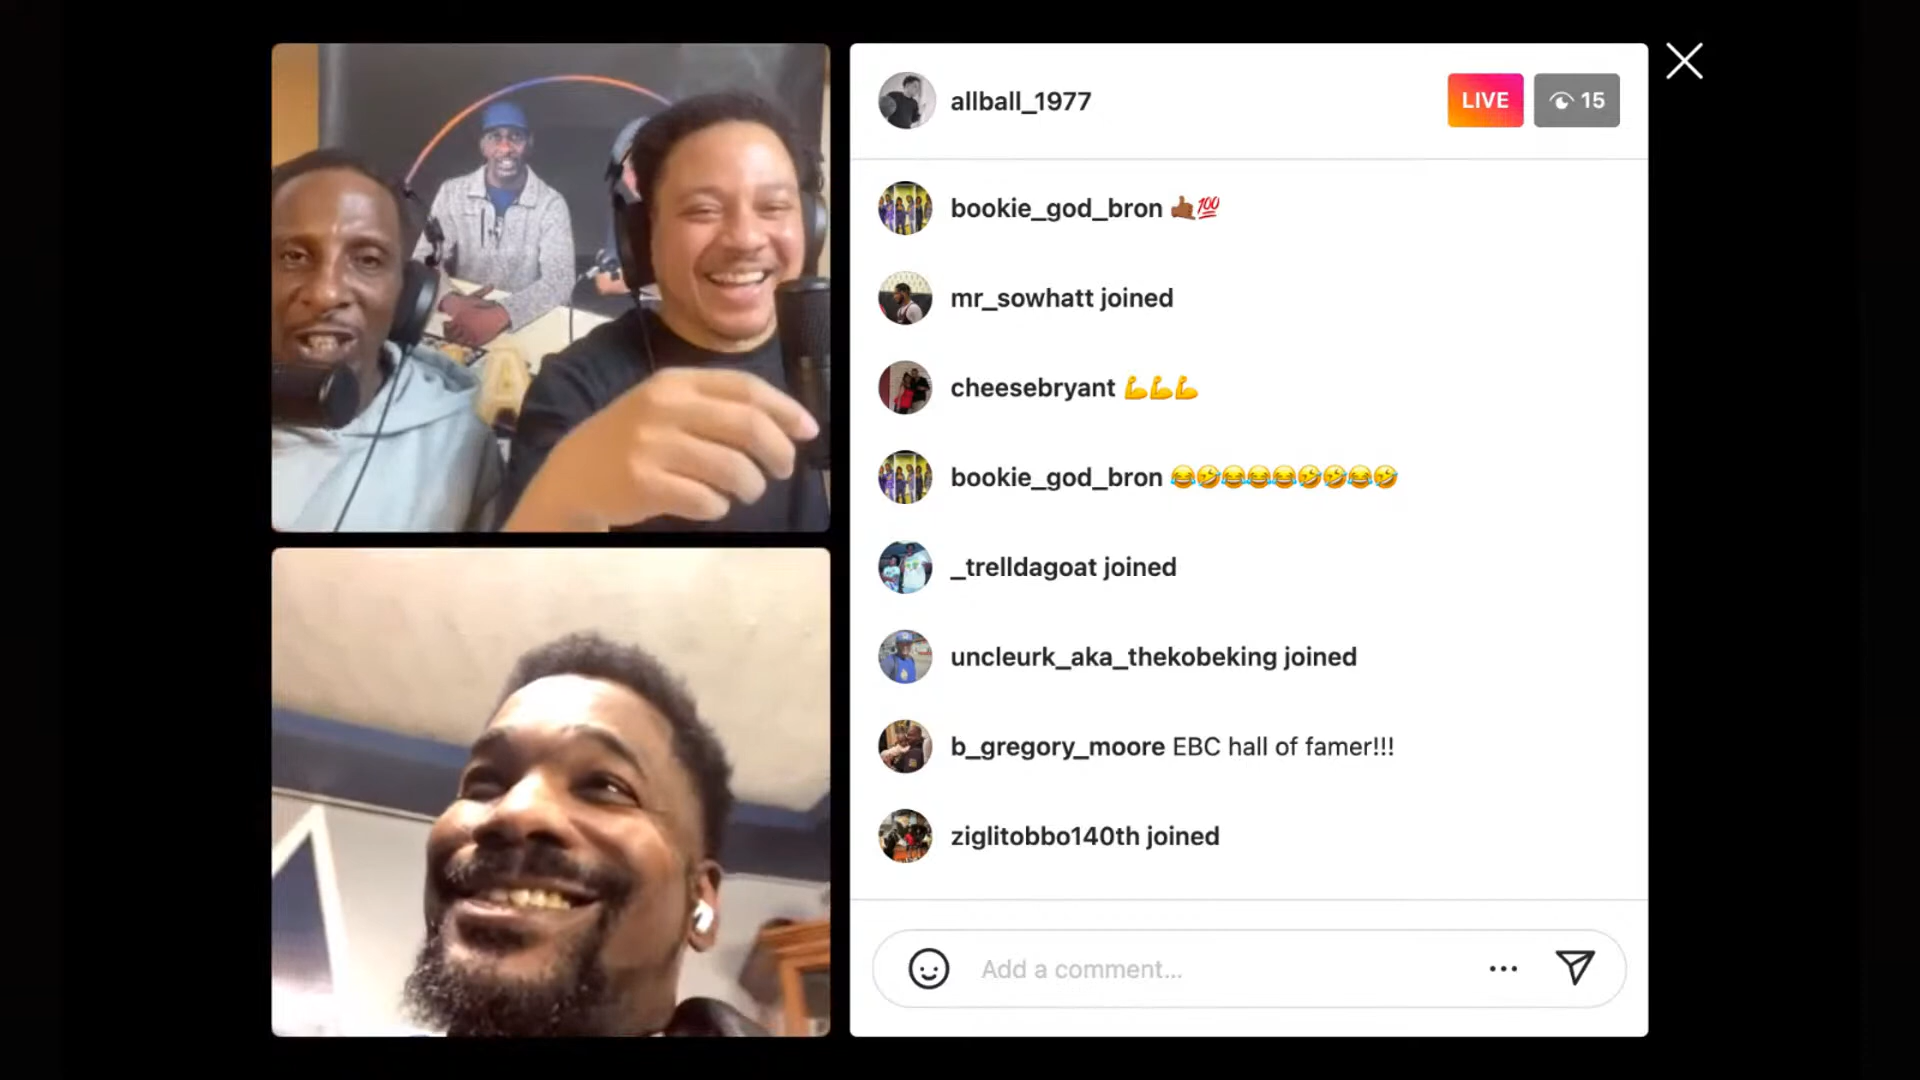 allball_1977
LIVE
15
bookie_god_bron 🤙🏾💯
mr_sowhatt joined
cheesebryant 💪💪💪
bookie_god_bron 😂🤣😂😂😂🤣🤣😂🤣
_trelldagoat joined
uncleurk_aka_thekobeking joined
b_gregory_moore EBC hall of famer!!!
ziglitobbo140th joined
Add a comment...